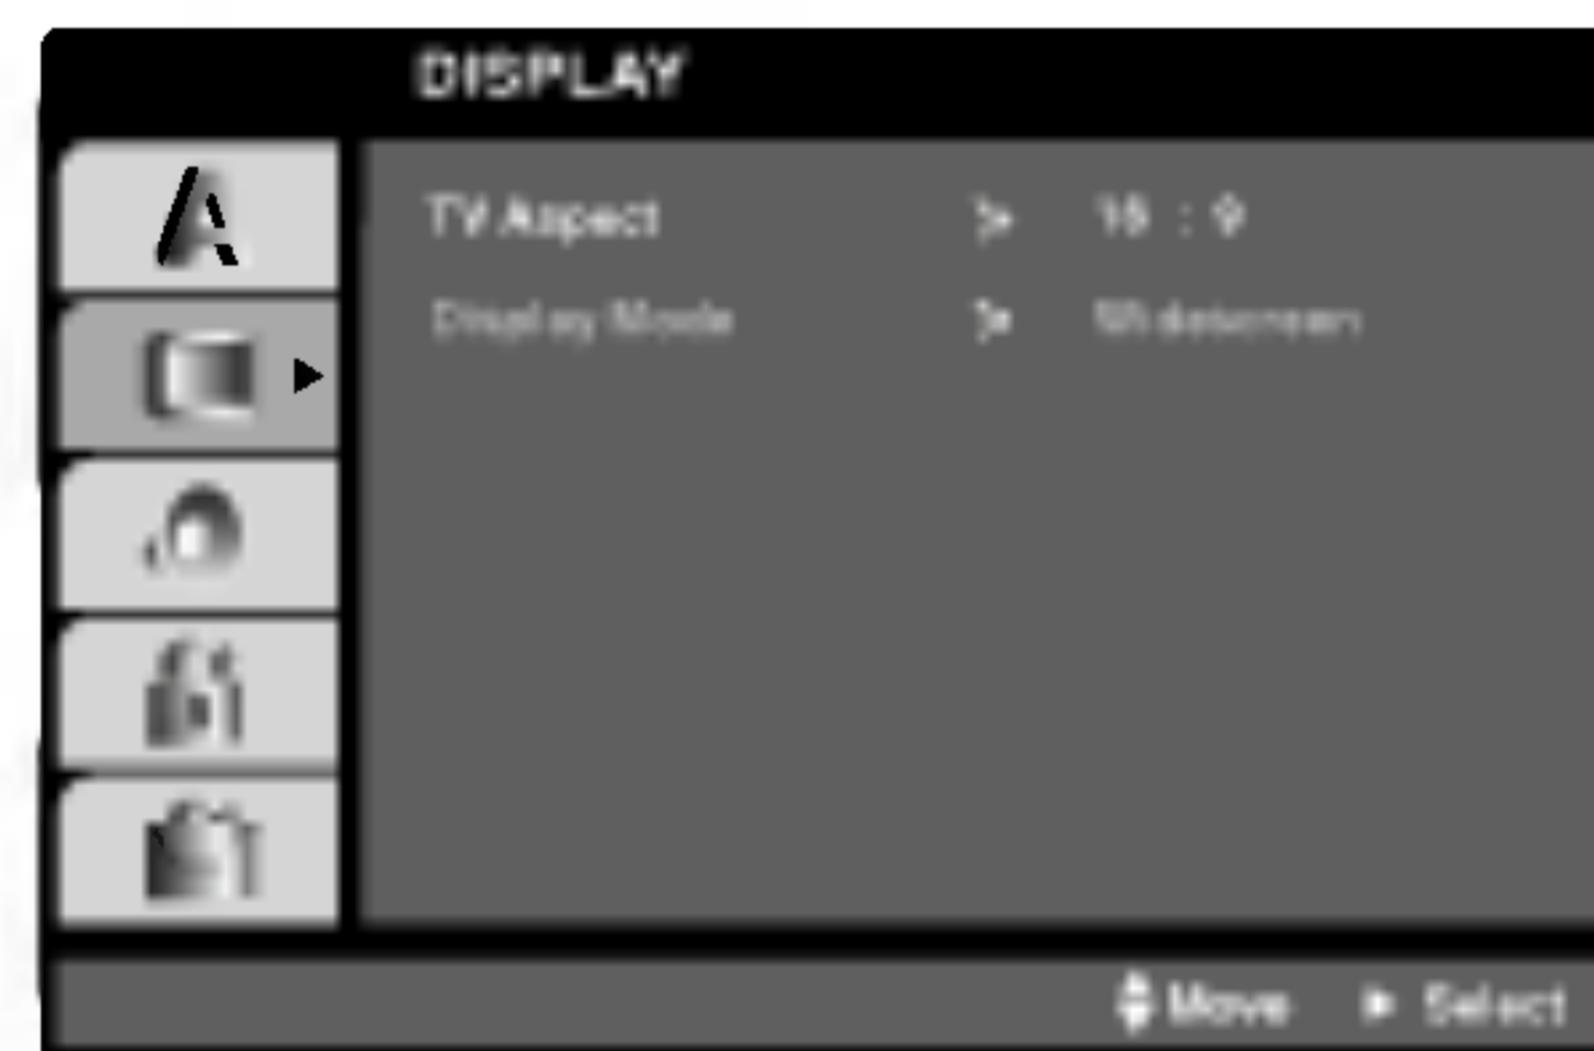 DISPLAY
TV Aspect > 16 : 9
Display Mode > Widescreen
Move Select